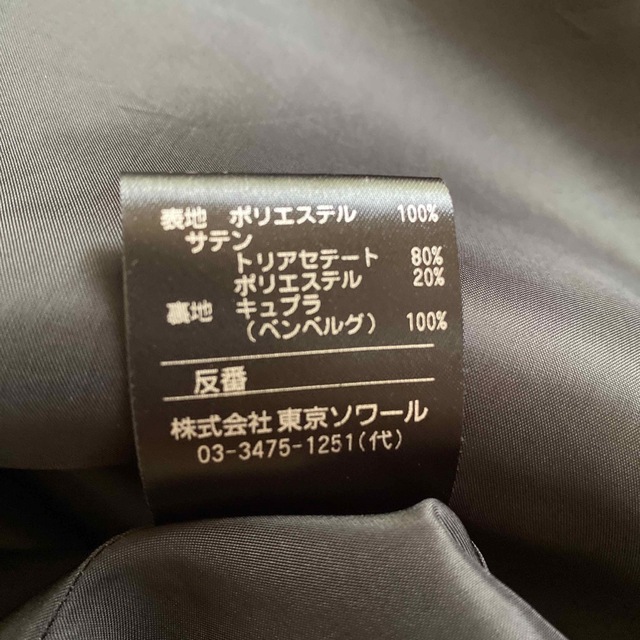 表地 ポリエステル 100%
サテン
トリアセテート 80%
ポリエステル 20%
裏地 キュプラ
(ベンベルグ) 100%
反番
株式会社 東京ソワール
03-3475-1251(代)